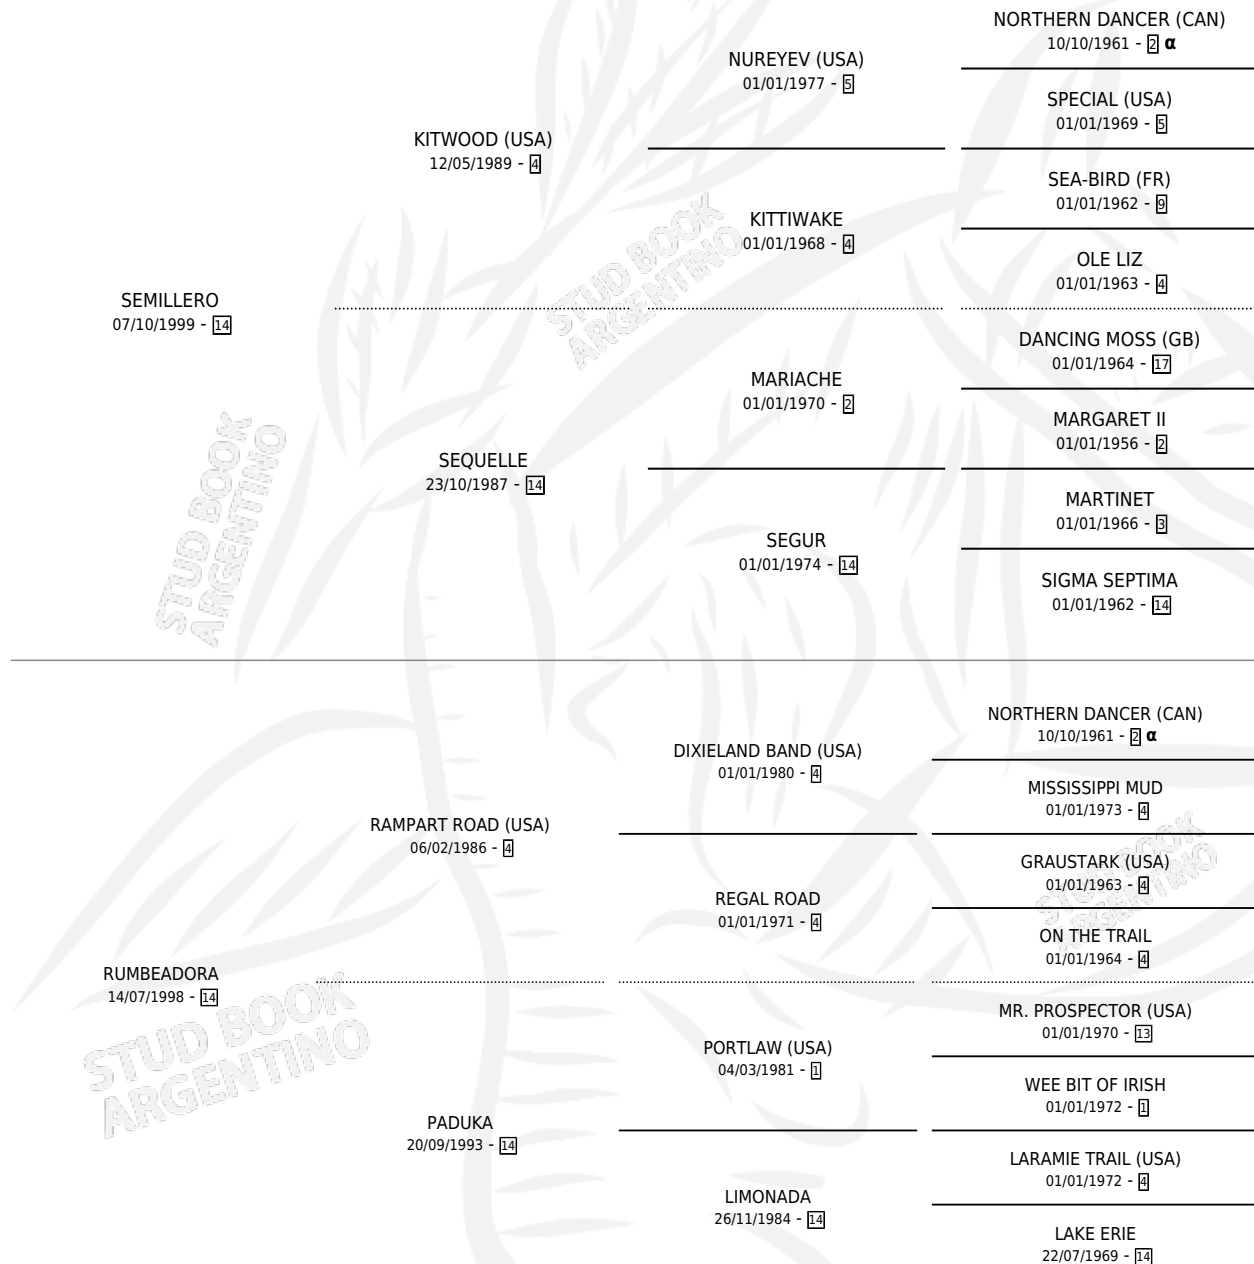 NORTHERN DANCER (CAN)
10/10/1961 - 2 α
NUREYEV (USA)
01/01/1977 - 5
SPECIAL (USA)
01/01/1969 - 5
KITWOOD (USA)
12/05/1989 - 4
SEA-BIRD (FR)
01/01/1962 - 9
KITTIWAKE
01/01/1968 - 4
OLE LIZ
01/01/1963 - 4
SEMILLERO
07/10/1999 - 14
DANCING MOSS (GB)
01/01/1964 - 17
MARIACHE
01/01/1970 - 2
MARGARET II
01/01/1956 - 2
SEQUELLE
23/10/1987 - 14
MARTINET
01/01/1966 - 3
SEGUR
01/01/1974 - 14
SIGMA SEPTIMA
01/01/1962 - 14
STUD BOOK
ARGENTINO
STUD BOOK
ARGENTINO
NORTHERN DANCER (CAN)
10/10/1961 - 2 α
DIXIELAND BAND (USA)
01/01/1980 - 4
MISSISSIPPI MUD
01/01/1973 - 4
RAMPART ROAD (USA)
06/02/1986 - 4
GRAUSTARK (USA)
01/01/1963 - 4
REGAL ROAD
01/01/1971 - 4
ON THE TRAIL
01/01/1964 - 4
RUMBEADORA
14/07/1998 - 14
MR. PROSPECTOR (USA)
01/01/1970 - 13
PORTLAW (USA)
04/03/1981 - 1
WEE BIT OF IRISH
01/01/1972 - 1
PADUKA
20/09/1993 - 14
LARAMIE TRAIL (USA)
01/01/1972 - 4
LIMONADA
26/11/1984 - 14
LAKE ERIE
22/07/1969 - 14
STUD BOOK
ARGENTINO
STUD BOOK
ARGENTINO